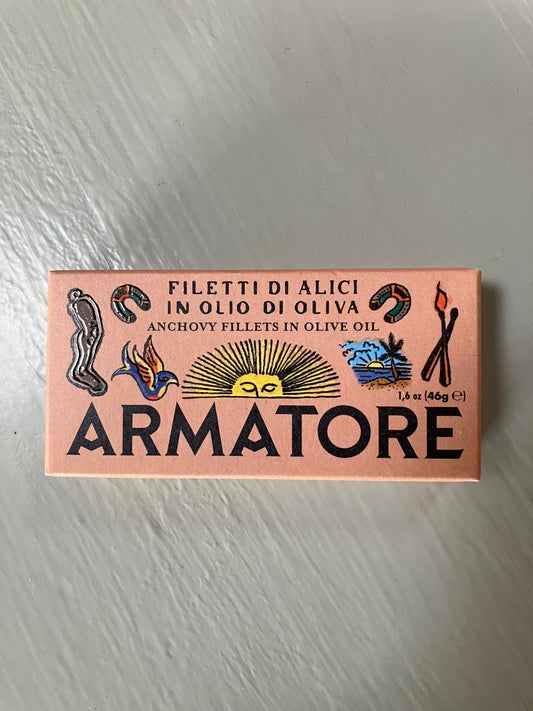 FILETTI DI ALICI
IN OLIO DI OLIVA
ANCHOVY FILLETS IN OLIVE OIL
1,6 oz (46g ℮)
ARMATORE